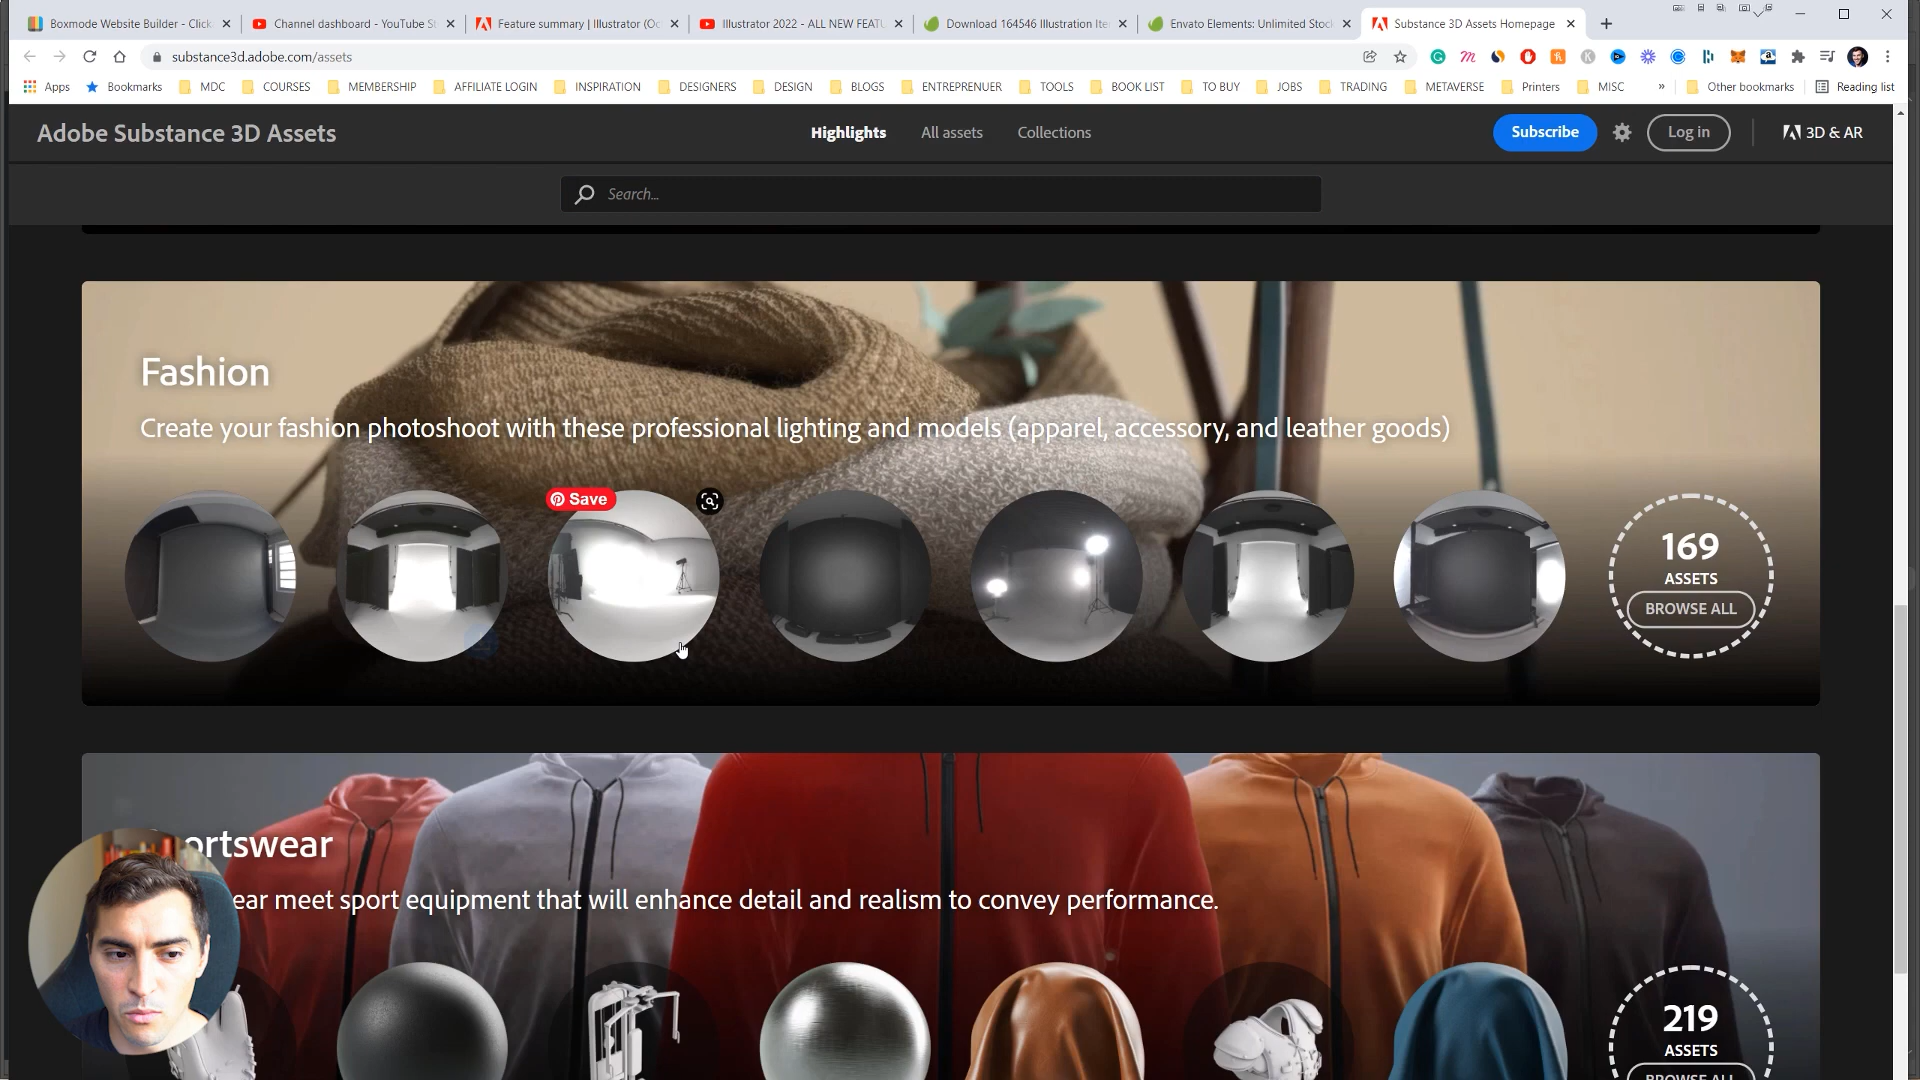 Boxmode Website Builder - Click
Channel dashboard - YouTube St
Feature summary | Illustrator (Oc
Illustrator 2022 - ALL NEW FEATU
Download 164546 Illustration Ite
Envato Elements: Unlimited Stock
Substance 3D Assets Homepage
substance3d.adobe.com/assets
Apps Bookmarks MDC COURSES MEMBERSHIP AFFILIATE LOGIN INSPIRATION DESIGNERS DESIGN BLOGS ENTREPRENUER TOOLS BOOK LIST TO BUY JOBS TRADING METAVERSE Printers MISC » Other bookmarks Reading list
Adobe Substance 3D Assets
Highlights All assets Collections
Subscribe Log in 3D & AR
Search...
Fashion
Create your fashion photoshoot with these professional lighting and models (apparel, accessory, and leather goods)
Save
169
ASSETS
BROWSE ALL
ortswear
ear meet sport equipment that will enhance detail and realism to convey performance.
219
ASSETS
BROWSE ALL